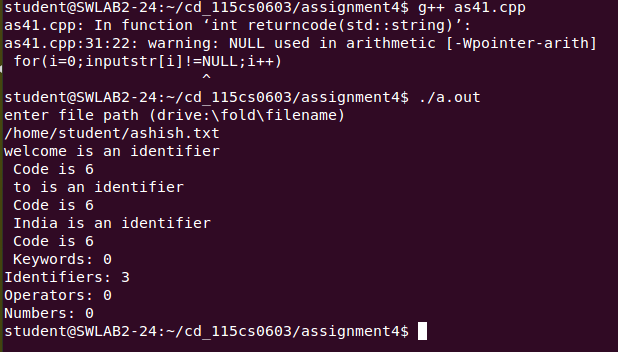 student@SWLAB2-24:~/cd_115cs0603/assignment4$ g++ as41.cpp
as41.cpp: In function ‘int returncode(std::string)’:
as41.cpp:31:22: warning: NULL used in arithmetic [-Wpointer-arith]
 for(i=0;inputstr[i]!=NULL;i++)
                      ^
student@SWLAB2-24:~/cd_115cs0603/assignment4$ ./a.out
enter file path (drive:\fold\filename)
/home/student/ashish.txt
welcome is an identifier
 Code is 6
 to is an identifier
 Code is 6
 India is an identifier
 Code is 6
 Keywords: 0
Identifiers: 3
Operators: 0
Numbers: 0
student@SWLAB2-24:~/cd_115cs0603/assignment4$